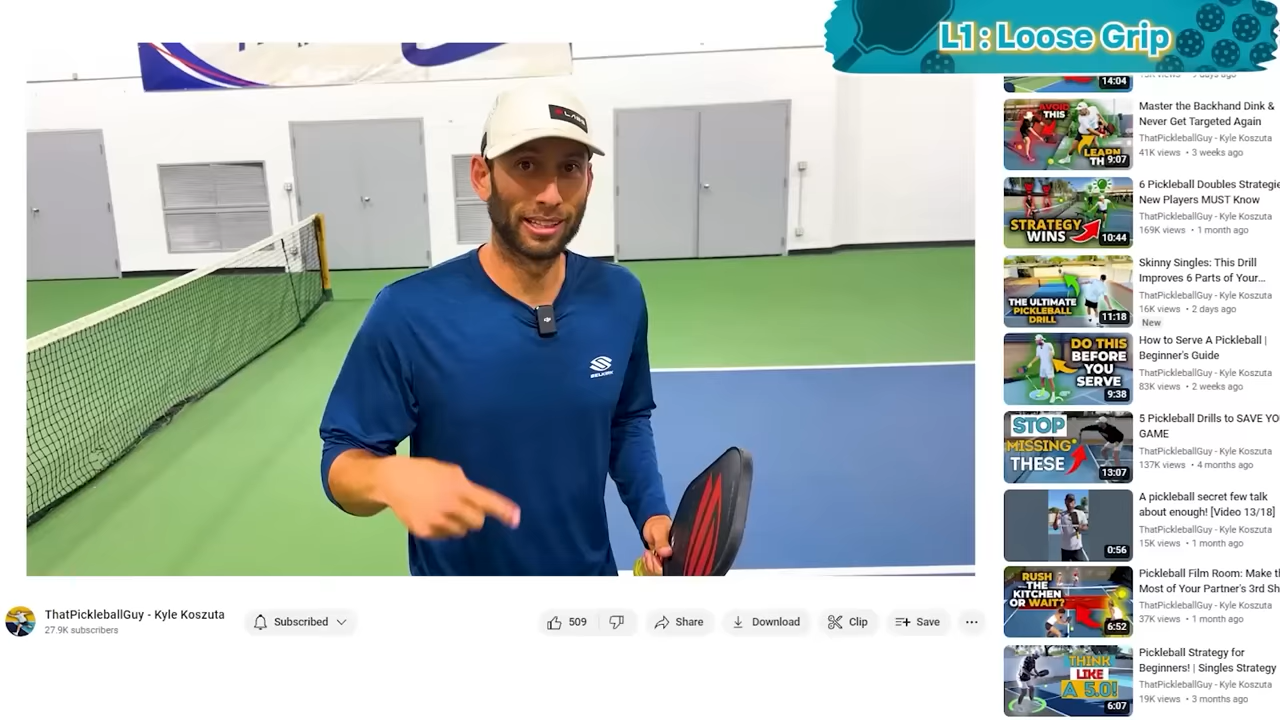 L1: Loose Grip
14:04
Master the Backhand Dink &
Never Get Targeted Again
ThatPickleballGuy - Kyle Koszuta
41K views • 3 weeks ago
AVOID
THIS
LEARN
TH
9:07
6 Pickleball Doubles Strategie
New Players MUST Know
ThatPickleballGuy - Kyle Koszuta
169K views • 1 month ago
STRATEGY
WINS
10:44
Skinny Singles: This Drill
Improves 6 Parts of Your...
ThatPickleballGuy - Kyle Koszuta
16K views • 2 days ago
New
THE ULTIMATE
PICKLEBALL
DRILL
11:18
How to Serve A Pickleball |
Beginner's Guide
ThatPickleballGuy - Kyle Koszuta
83K views • 2 weeks ago
DO THIS
BEFORE
YOU
SERVE
9:38
5 Pickleball Drills to SAVE YO
GAME
ThatPickleballGuy - Kyle Koszuta
137K views • 4 months ago
STOP
MISSING*
THESE
13:07
A pickleball secret few talk
about enough! [Video 13/18]
ThatPickleballGuy - Kyle Koszuta
15K views • 1 month ago
0:56
Pickleball Film Room: Make th
Most of Your Partner's 3rd Sh
ThatPickleballGuy - Kyle Koszuta
37K views • 1 month ago
RUSH
THE
KITCHEN
OR WAIT?
6:52
Pickleball Strategy for
Beginners! | Singles Strategy
ThatPickleballGuy - Kyle Koszuta
19K views • 3 months ago
THINK
LIKE
A 5.0!
6:07
LABS
SELKIRK
ThatPickleballGuy - Kyle Koszuta
27.9K subscribers
Subscribed
509
Share
Download
Clip
Save